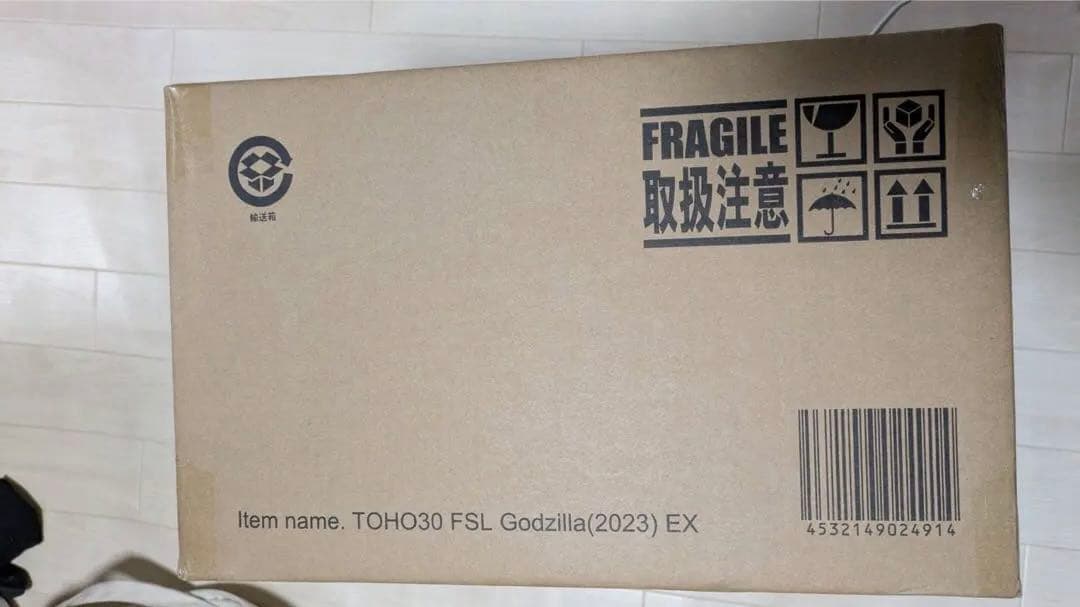 FRAGILE
取扱注意
輸送箱
Item name. TOHO30 FSL Godzilla(2023) EX
4532149024914